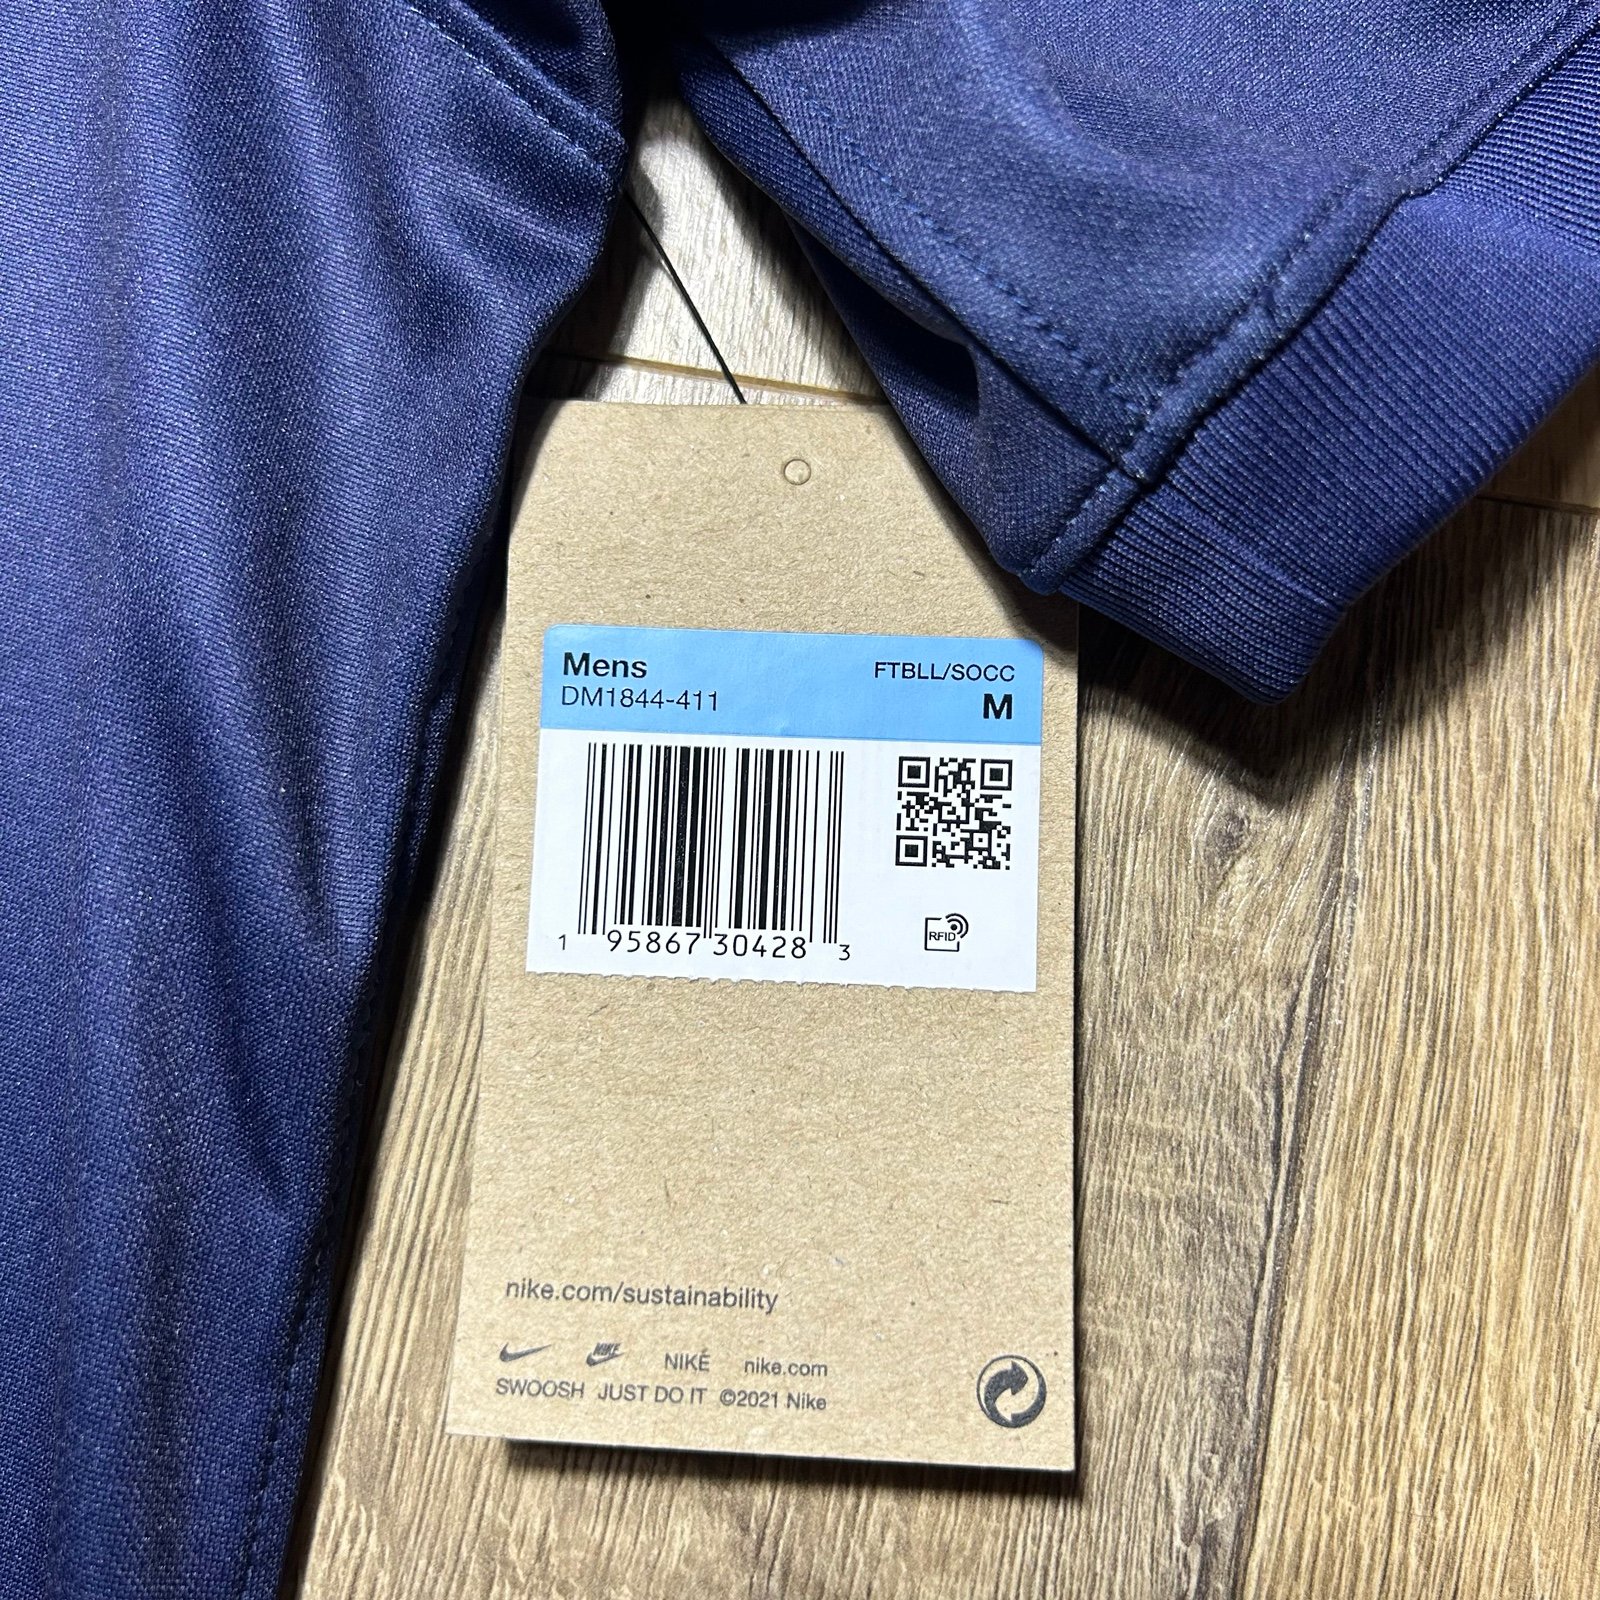 Mens
FTBLL/SOCC
DM1844-411
M
1 95867 30428 3
RFID
nike.com/sustainability
NIKE NIKE nike.com
SWOOSH JUST DO IT ©2021 Nike